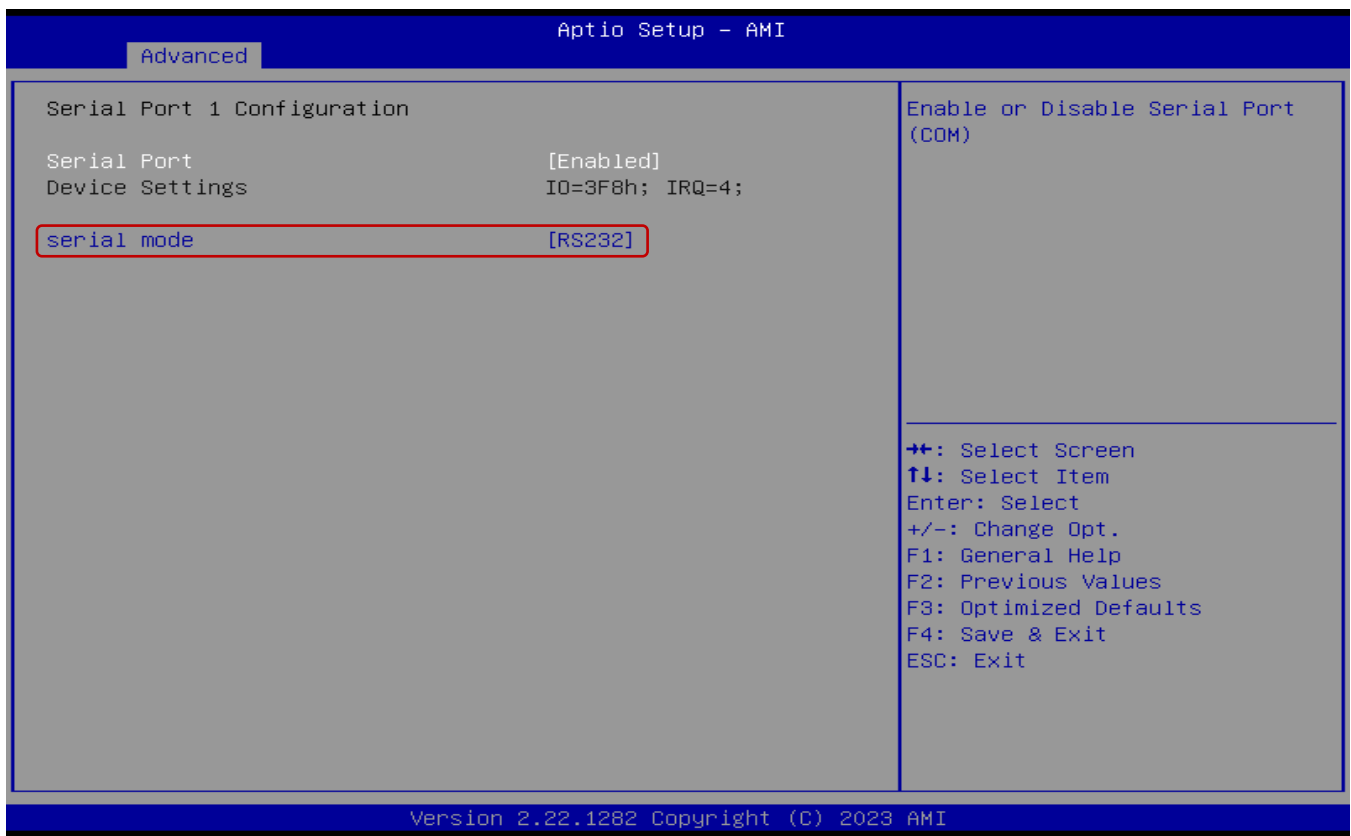 Aptio Setup – AMI
Advanced
Serial Port 1 Configuration
Serial Port [Enabled]
Device Settings IO=3F8h; IRQ=4;
serial mode [RS232]
Enable or Disable Serial Port
(COM)
→←: Select Screen
↑↓: Select Item
Enter: Select
+/-: Change Opt.
F1: General Help
F2: Previous Values
F3: Optimized Defaults
F4: Save & Exit
ESC: Exit
Version 2.22.1282 Copyright (C) 2023 AMI